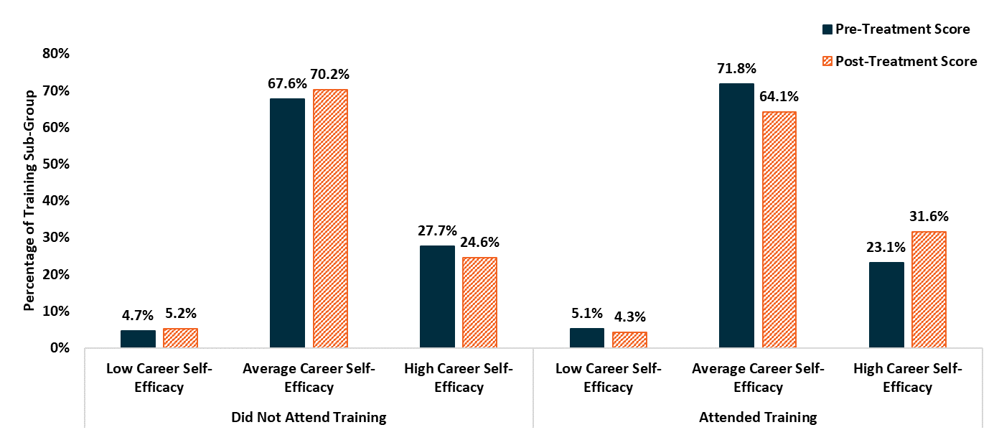 Pre-Treatment Score
Post-Treatment Score
Percentage of Training Sub-Group
80%
70%
60%
50%
40%
30%
20%
10%
0%
4.7%
5.2%
67.6%
70.2%
27.7%
24.6%
5.1%
4.3%
71.8%
64.1%
23.1%
31.6%
Low Career Self-
Efficacy
Average Career Self-
Efficacy
High Career Self-
Efficacy
Low Career Self-
Efficacy
Average Career Self-
Efficacy
High Career Self-
Efficacy
Did Not Attend Training
Attended Training